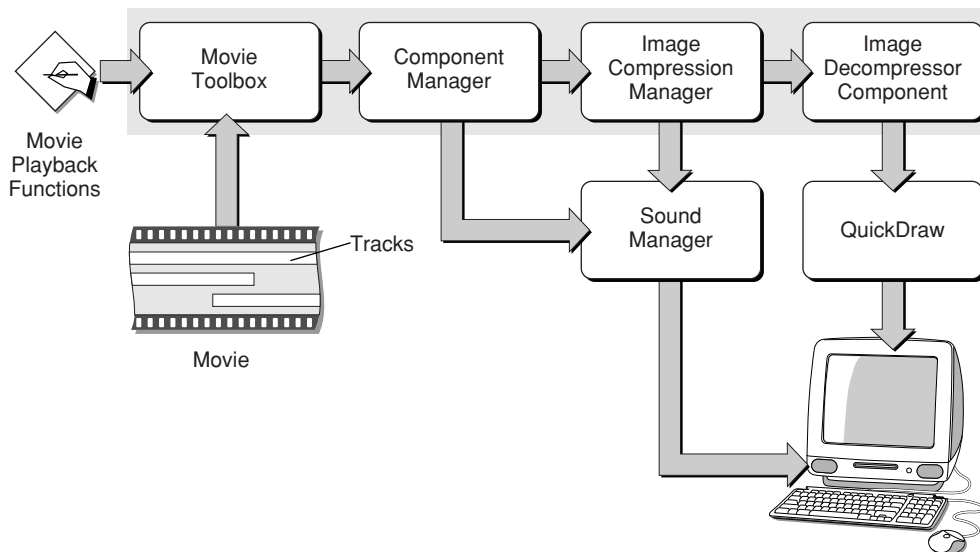 Movie
Toolbox
Component
Manager
Image
Compression
Manager
Image
Decompressor
Component
Movie
Playback
Functions
Sound
Manager
QuickDraw
Tracks
Movie